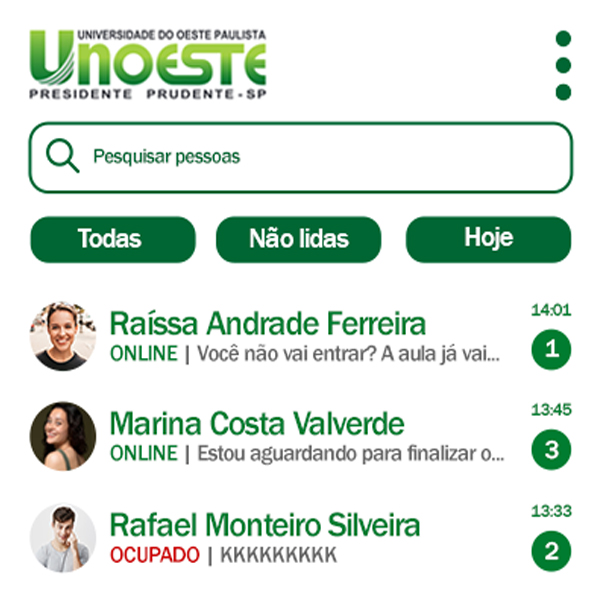 UNIVERSIDADE DO OESTE PAULISTA
UNOESTE
PRESIDENTE PRUDENTE-SP
Pesquisar pessoas
Todas
Não lidas
Hoje
14:01
Raíssa Andrade Ferreira
ONLINE | Você não vai entrar? A aula já vai...
1
13:45
Marina Costa Valverde
ONLINE | Estou aguardando para finalizar o...
3
13:33
Rafael Monteiro Silveira
OCUPADO | KKKKKKKKK
2